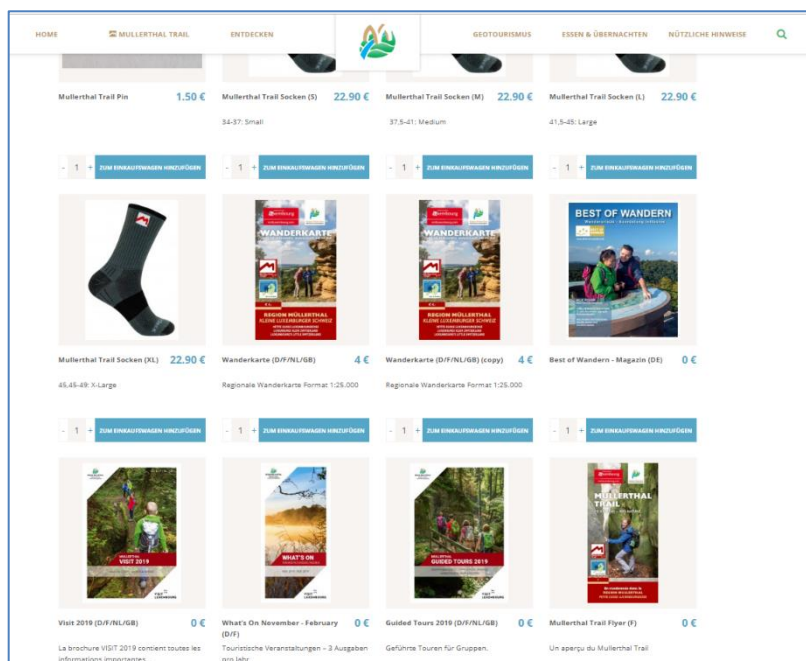 HOME MULLERTHAL TRAIL ENTDECKEN GEOTOURISMUS ESSEN & ÜBERNACHTEN NÜTZLICHE HINWEISE
Mullerthal Trail Pin 1.50 € Mullerthal Trail Socken (S) 22.90 € Mullerthal Trail Socken (M) 22.90 € Mullerthal Trail Socken (L) 22.90 €
34-37: Small 37,5-41: Medium 41,5-45: Large
- 1 + ZUM EINKAUFSWAGEN HINZUFÜGEN - 1 + ZUM EINKAUFSWAGEN HINZUFÜGEN - 1 + ZUM EINKAUFSWAGEN HINZUFÜGEN - 1 + ZUM EINKAUFSWAGEN HINZUFÜGEN
WANDERKARTE WANDERKARTE BEST OF WANDERN
REGION MÜLLERTHAL REGION MÜLLERTHAL
KLEINE LUXEMBURGER SCHWEIZ KLEINE LUXEMBURGER SCHWEIZ
Mullerthal Trail Socken (XL) 22.90 € Wanderkarte (D/F/NL/GB) 4 € Wanderkarte (D/F/NL/GB) (copy) 4 € Best of Wandern - Magazin (DE) 0 €
45,45-49: X-Large Regionale Wanderkarte Format 1:25.000 Regionale Wanderkarte Format 1:25.000
- 1 + ZUM EINKAUFSWAGEN HINZUFÜGEN - 1 + ZUM EINKAUFSWAGEN HINZUFÜGEN - 1 + ZUM EINKAUFSWAGEN HINZUFÜGEN - 1 + ZUM EINKAUFSWAGEN HINZUFÜGEN
MULLERTHAL
TRAIL
VISIT 2019 WHAT'S ON GUIDED TOURS 2019
Visit 2019 (D/F/NL/GB) 0 € What's On November - February (D/F) 0 € Guided Tours 2019 (D/F/NL/GB) 0 € Mullerthal Trail Flyer (F) 0 €
La brochure VISIT 2019 contient toutes les Touristische Veranstaltungen – 3 Ausgaben Geführte Touren für Gruppen. Un aperçu du Mullerthal Trail
informations importantes pro Jahr